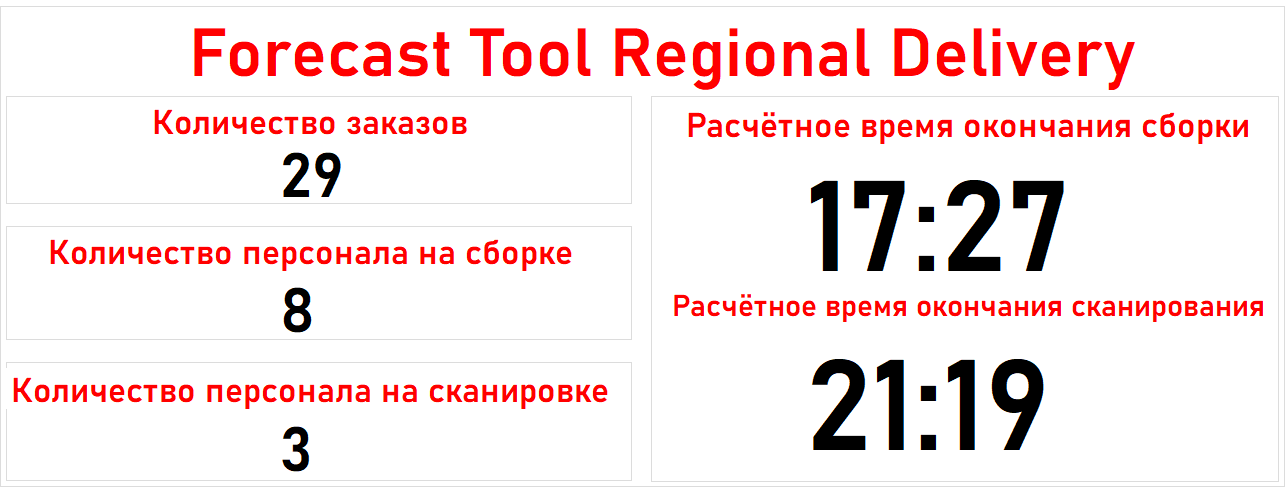 Forecast Tool Regional Delivery
Количество заказов
29
Количество персонала на сборке
8
Количество персонала на сканировке
3
Расчётное время окончания сборки
17:27
Расчётное время окончания сканирования
21:19